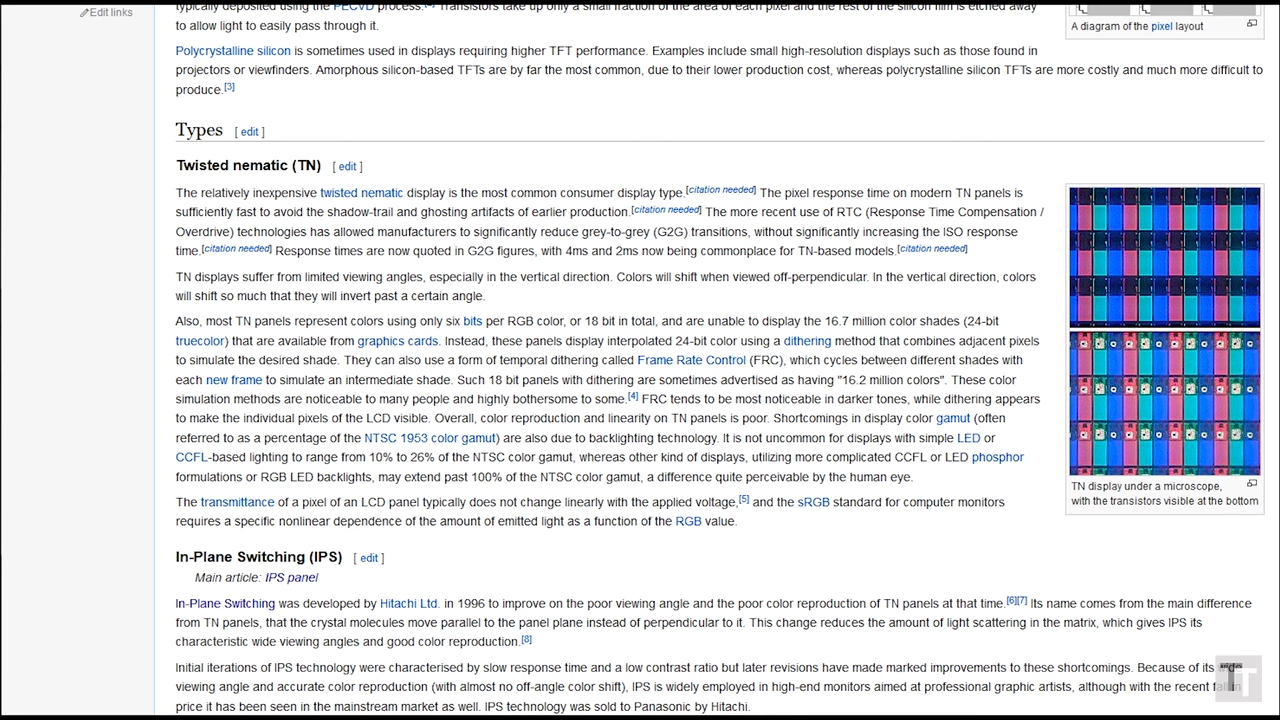 Edit links
typically deposited using the PECVD process.[2] Transistors take up only a small fraction of the area of each pixel and the rest of the silicon film is etched away
to allow light to easily pass through it.
A diagram of the pixel layout
Polycrystalline silicon is sometimes used in displays requiring higher TFT performance. Examples include small high-resolution displays such as those found in
projectors or viewfinders. Amorphous silicon-based TFTs are by far the most common, due to their lower production cost, whereas polycrystalline silicon TFTs are more costly and much more difficult to
produce.[3]
Types [ edit ]
Twisted nematic (TN) [ edit ]
The relatively inexpensive twisted nematic display is the most common consumer display type.[citation needed] The pixel response time on modern TN panels is
sufficiently fast to avoid the shadow-trail and ghosting artifacts of earlier production.[citation needed] The more recent use of RTC (Response Time Compensation /
Overdrive) technologies has allowed manufacturers to significantly reduce grey-to-grey (G2G) transitions, without significantly increasing the ISO response
time.[citation needed] Response times are now quoted in G2G figures, with 4ms and 2ms now being commonplace for TN-based models.[citation needed]
TN displays suffer from limited viewing angles, especially in the vertical direction. Colors will shift when viewed off-perpendicular. In the vertical direction, colors
will shift so much that they will invert past a certain angle.
Also, most TN panels represent colors using only six bits per RGB color, or 18 bit in total, and are unable to display the 16.7 million color shades (24-bit
truecolor) that are available from graphics cards. Instead, these panels display interpolated 24-bit color using a dithering method that combines adjacent pixels
to simulate the desired shade. They can also use a form of temporal dithering called Frame Rate Control (FRC), which cycles between different shades with
each new frame to simulate an intermediate shade. Such 18 bit panels with dithering are sometimes advertised as having "16.2 million colors". These color
simulation methods are noticeable to many people and highly bothersome to some.[4] FRC tends to be most noticeable in darker tones, while dithering appears
to make the individual pixels of the LCD visible. Overall, color reproduction and linearity on TN panels is poor. Shortcomings in display color gamut (often
referred to as a percentage of the NTSC 1953 color gamut) are also due to backlighting technology. It is not uncommon for displays with simple LED or
CCFL-based lighting to range from 10% to 26% of the NTSC color gamut, whereas other kind of displays, utilizing more complicated CCFL or LED phosphor
formulations or RGB LED backlights, may extend past 100% of the NTSC color gamut, a difference quite perceivable by the human eye.
The transmittance of a pixel of an LCD panel typically does not change linearly with the applied voltage,[5] and the sRGB standard for computer monitors
requires a specific nonlinear dependence of the amount of emitted light as a function of the RGB value.
TN display under a microscope,
with the transistors visible at the bottom
In-Plane Switching (IPS) [ edit ]
Main article: IPS panel
In-Plane Switching was developed by Hitachi Ltd. in 1996 to improve on the poor viewing angle and the poor color reproduction of TN panels at that time.[6][7] Its name comes from the main difference
from TN panels, that the crystal molecules move parallel to the panel plane instead of perpendicular to it. This change reduces the amount of light scattering in the matrix, which gives IPS its
characteristic wide viewing angles and good color reproduction.[8]
Initial iterations of IPS technology were characterised by slow response time and a low contrast ratio but later revisions have made marked improvements to these shortcomings. Because of its wide
viewing angle and accurate color reproduction (with almost no off-angle color shift), IPS is widely employed in high-end monitors aimed at professional graphic artists, although with the recent fall in
price it has been seen in the mainstream market as well. IPS technology was sold to Panasonic by Hitachi.